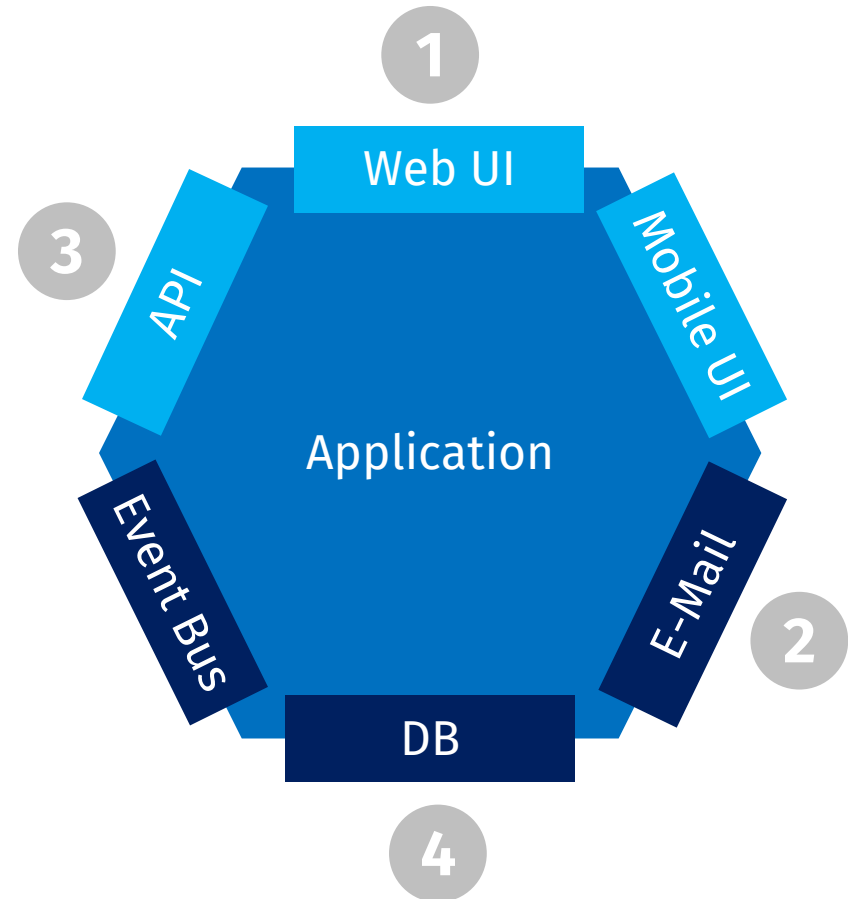 1
Web UI
3
API
Mobile UI
Application
Event Bus
E-Mail
2
DB
4